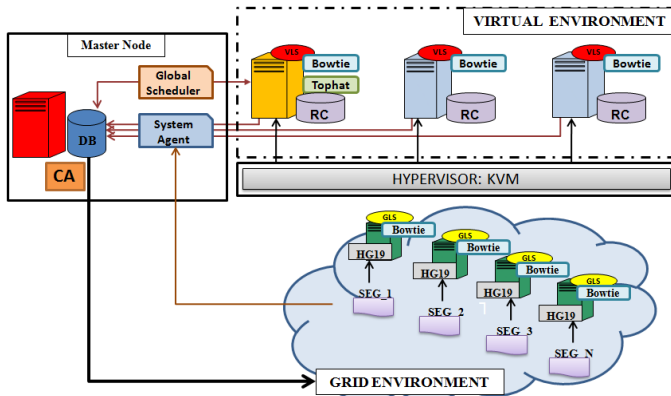 VIRTUAL ENVIRONMENT
Master Node
VLS
Bowtie
Tophat
RC
VLS
Bowtie
RC
VLS
Bowtie
RC
Global
Scheduler
System
Agent
DB
CA
HYPERVISOR: KVM
GLS
Bowtie
HG19
SEG_1
GLS
Bowtie
HG19
SEG_2
GLS
Bowtie
HG19
SEG_3
GLS
Bowtie
HG19
SEG_N
GRID ENVIRONMENT